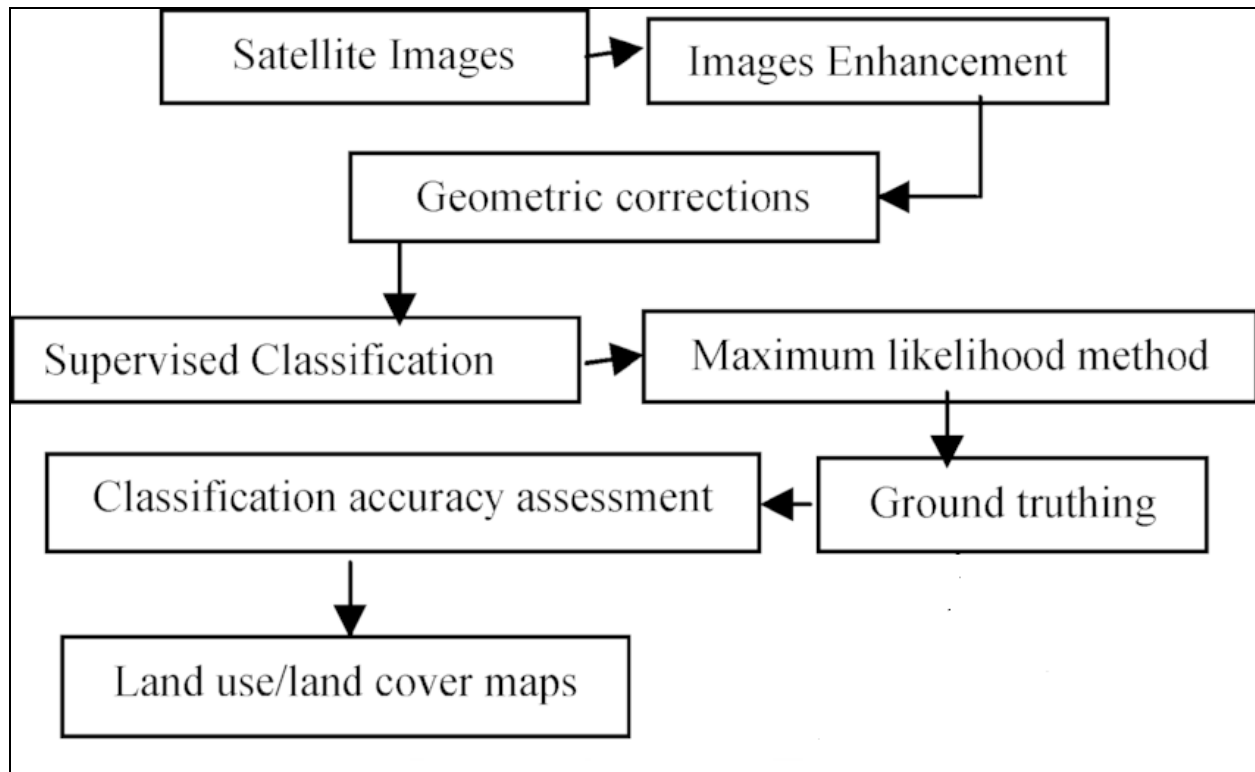 Satellite Images
Images Enhancement
Geometric corrections
Supervised Classification
Maximum likelihood method
Ground truthing
Classification accuracy assessment
Land use/land cover maps